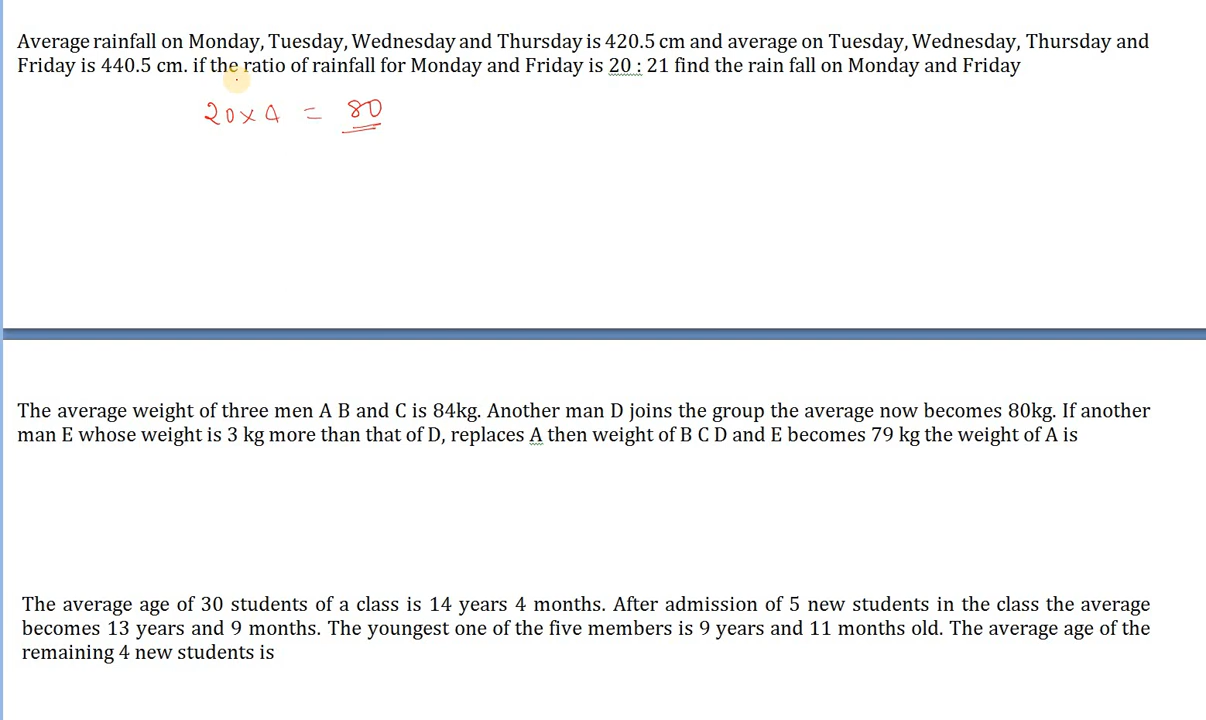 Average rainfall on Monday, Tuesday, Wednesday and Thursday is 420.5 cm and average on Tuesday, Wednesday, Thursday and
Friday is 440.5 cm. if the ratio of rainfall for Monday and Friday is 20 : 21 find the rain fall on Monday and Friday
20 × 4 = 80
The average weight of three men A B and C is 84kg. Another man D joins the group the average now becomes 80kg. If another
man E whose weight is 3 kg more than that of D, replaces A then weight of B C D and E becomes 79 kg the weight of A is
The average age of 30 students of a class is 14 years 4 months. After admission of 5 new students in the class the average
becomes 13 years and 9 months. The youngest one of the five members is 9 years and 11 months old. The average age of the
remaining 4 new students is